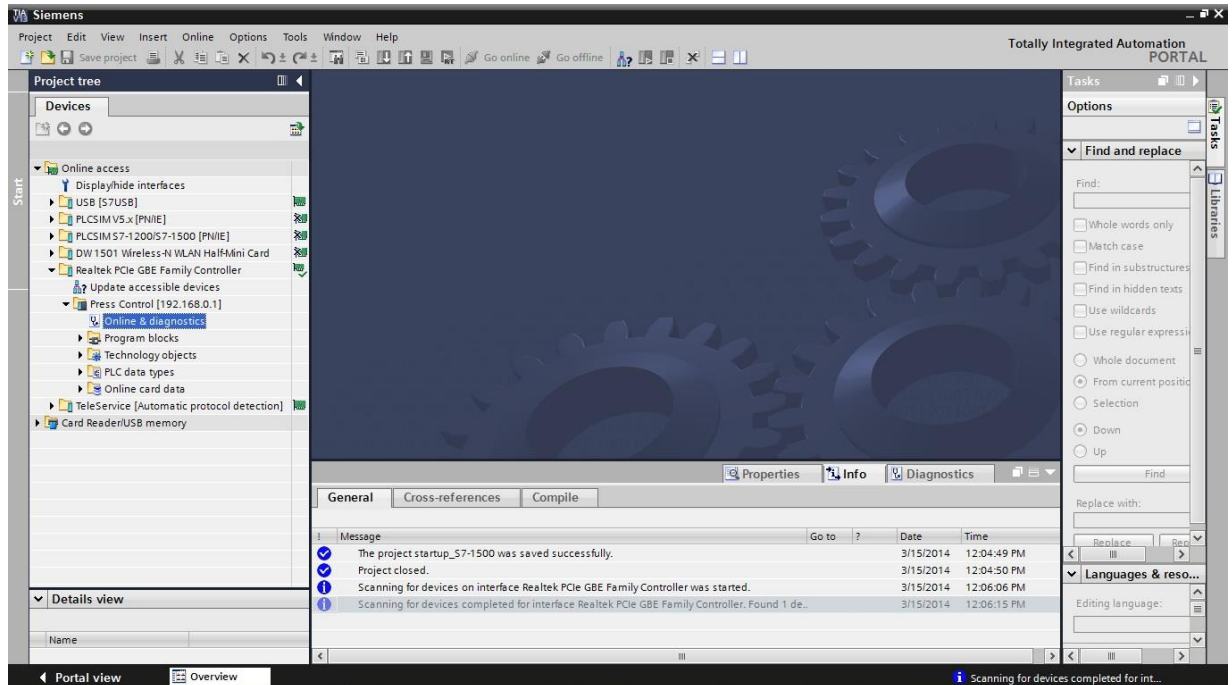 Siemens
Project Edit View Insert Online Options Tools Window Help
Totally Integrated Automation
PORTAL
Save project
Go online
Go offline
Project tree
Devices
Start
Online access
Display/hide interfaces
USB [S7USB]
PLCSIM V5.x [PN/IE]
PLCSIM S7-1200/S7-1500 [PN/IE]
DW 1501 Wireless-N WLAN Half-Mini Card
Realtek PCIe GBE Family Controller
Update accessible devices
Press Control [192.168.0.1]
Online & diagnostics
Program blocks
Technology objects
PLC data types
Online card data
TeleService [Automatic protocol detection]
Card Reader/USB memory
Details view
Name
Properties
Info
Diagnostics
General
Cross-references
Compile
! Message Go to ? Date Time
The project startup_S7-1500 was saved successfully. 3/15/2014 12:04:49 PM
Project closed. 3/15/2014 12:04:50 PM
Scanning for devices on interface Realtek PCIe GBE Family Controller was started. 3/15/2014 12:06:06 PM
Scanning for devices completed for interface Realtek PCIe GBE Family Controller. Found 1 de.. 3/15/2014 12:06:15 PM
Tasks
Options
Find and replace
Find:
Whole words only
Match case
Find in substructures
Find in hidden texts
Use wildcards
Use regular expressi
Whole document
From current positic
Selection
Down
Up
Find
Replace with:
Replace
Rep
Languages & reso...
Editing language:
Tasks
Libraries
Portal view
Overview
Scanning for devices completed for int...